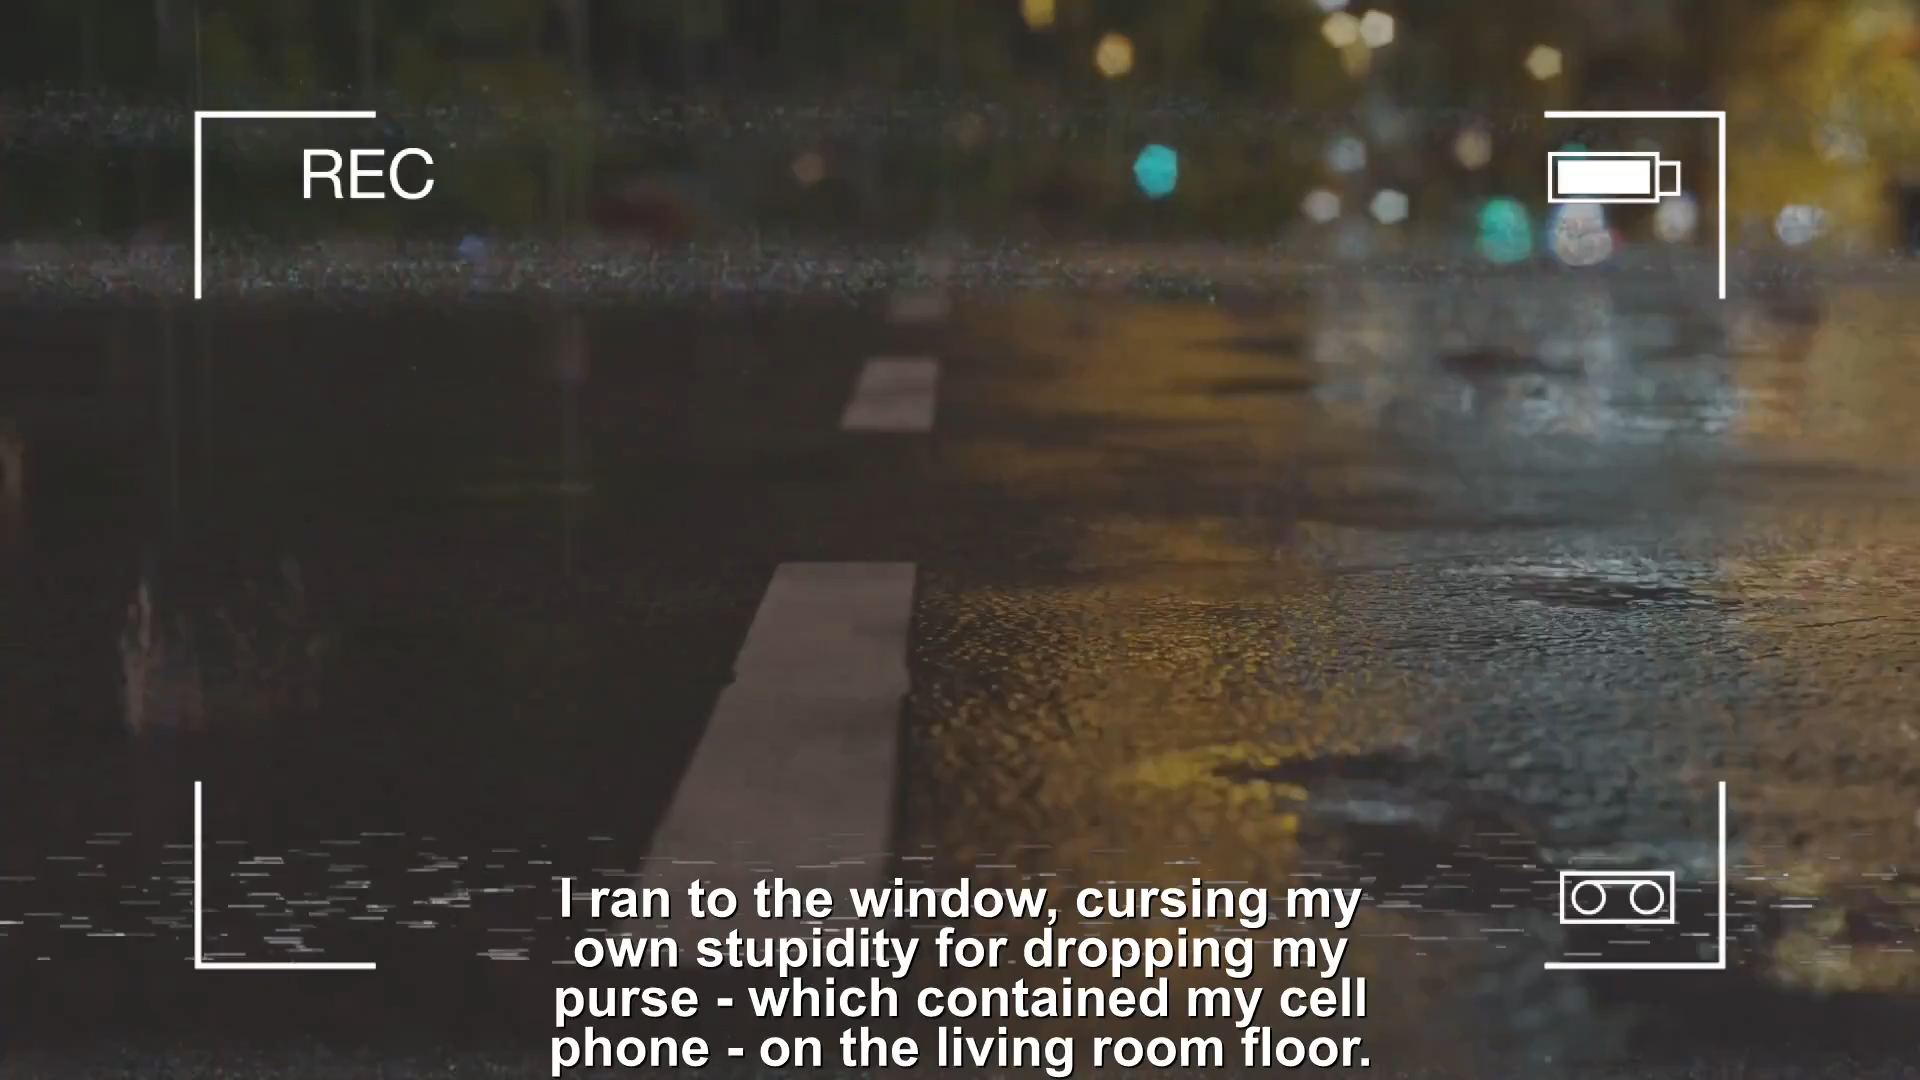 REC
I ran to the window, cursing my
own stupidity for dropping my
purse - which contained my cell
phone - on the living room floor.